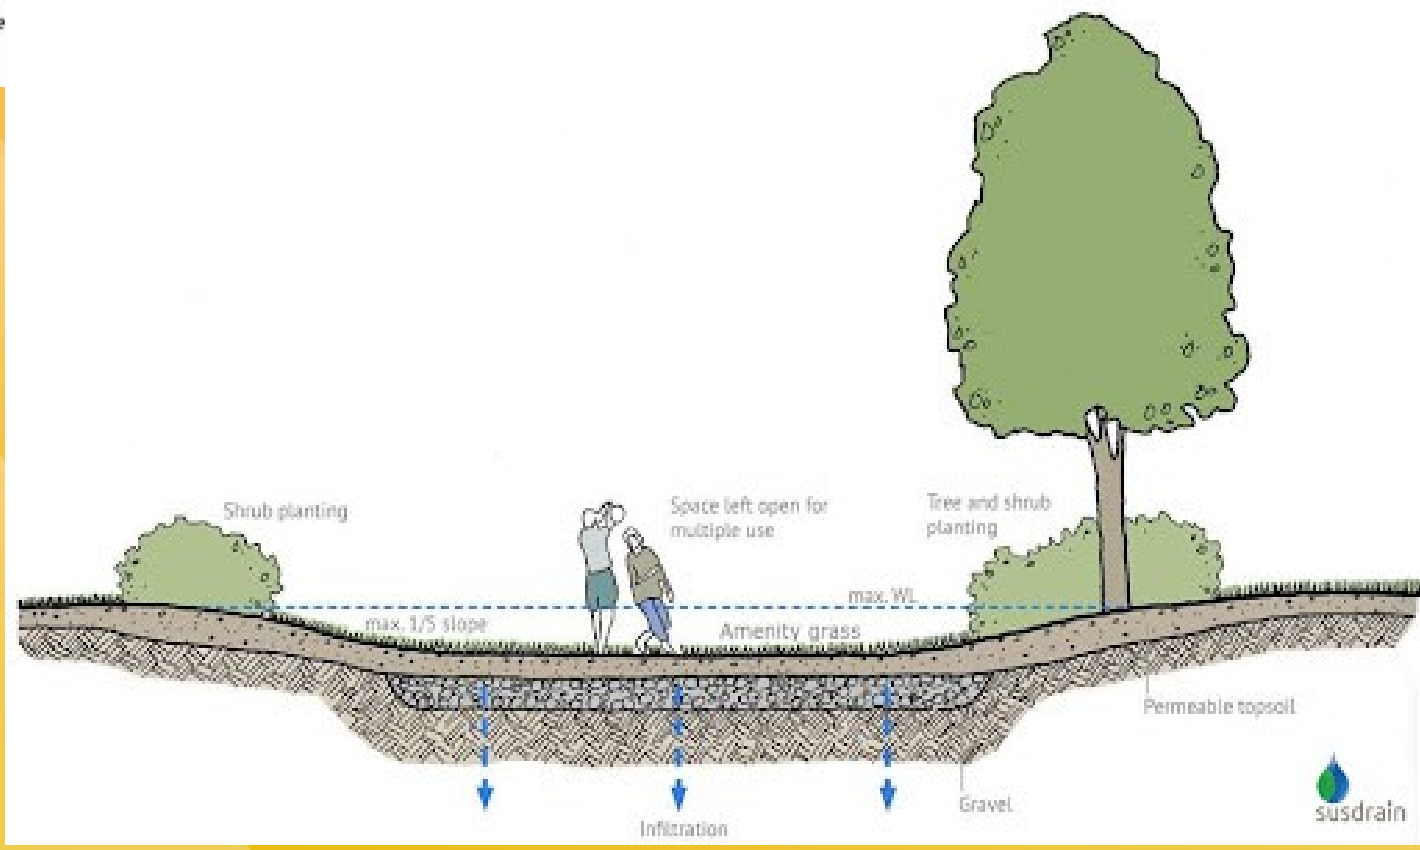 e
Shrub planting
Space left open for
multiple use
Tree and shrub
planting
max. WL
max. 1/5 slope
Amenity grass
Permeable topsoil
Gravel
Infiltration
susdrain